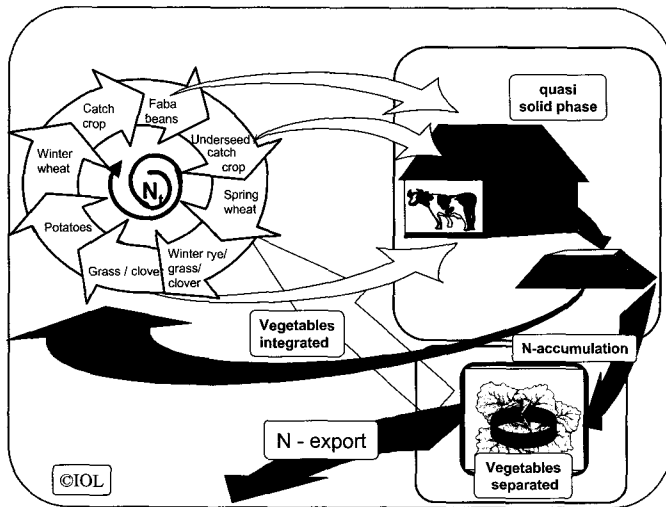 quasi
solid phase
Catch
crop
Faba
beans
Underseed
catch
crop
Winter
wheat
N t
Spring
wheat
Potatoes
Grass / clover
Winter rye/
grass/
clover
Vegetables
integrated
N-accumulation
N - export
Vegetables
separated
©IOL